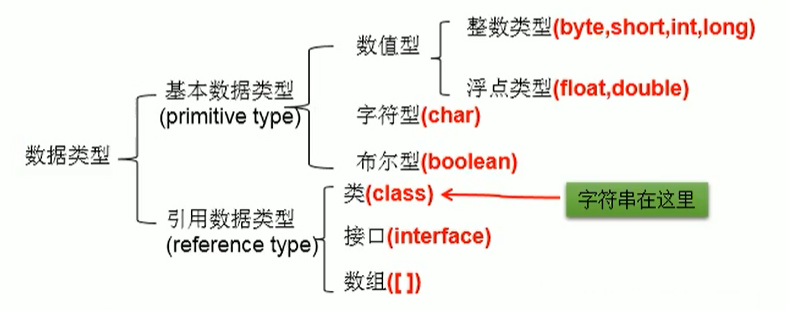 数值型
整数类型(byte,short,int,long)
浮点类型(float,double)
基本数据类型
(primitive type)
字符型(char)
布尔型(boolean)
数据类型
类(class)
字符串在这里
引用数据类型
(reference type)
接口(interface)
数组([ ])